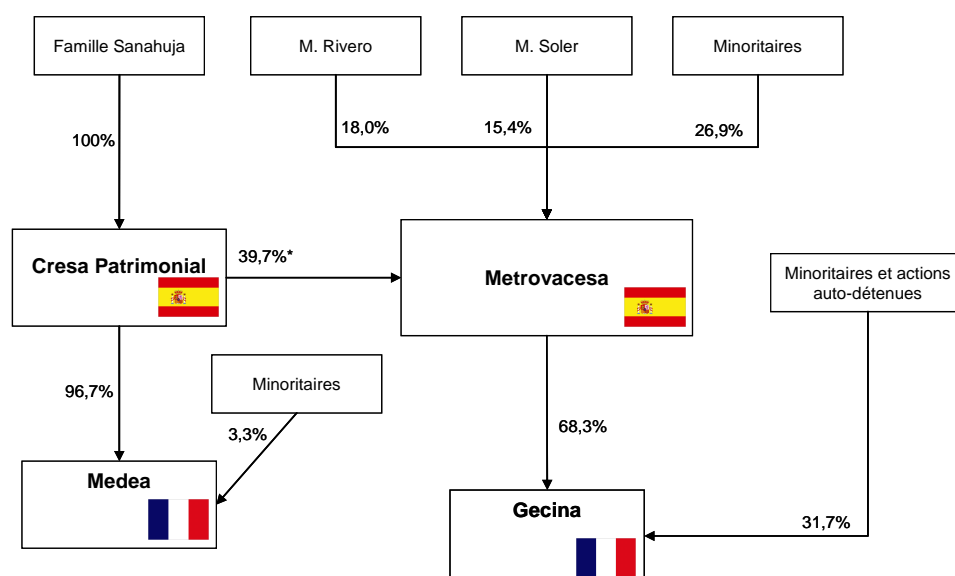 Famille Sanahuja
M. Rivero
M. Soler
Minoritaires
18,0%
15,4%
26,9%
100%
Cresa Patrimonial
39,7%*
Metrovacesa
Minoritaires et actions
auto-détenues
96,7%
Minoritaires
3,3%
68,3%
Medea
Gecina
31,7%